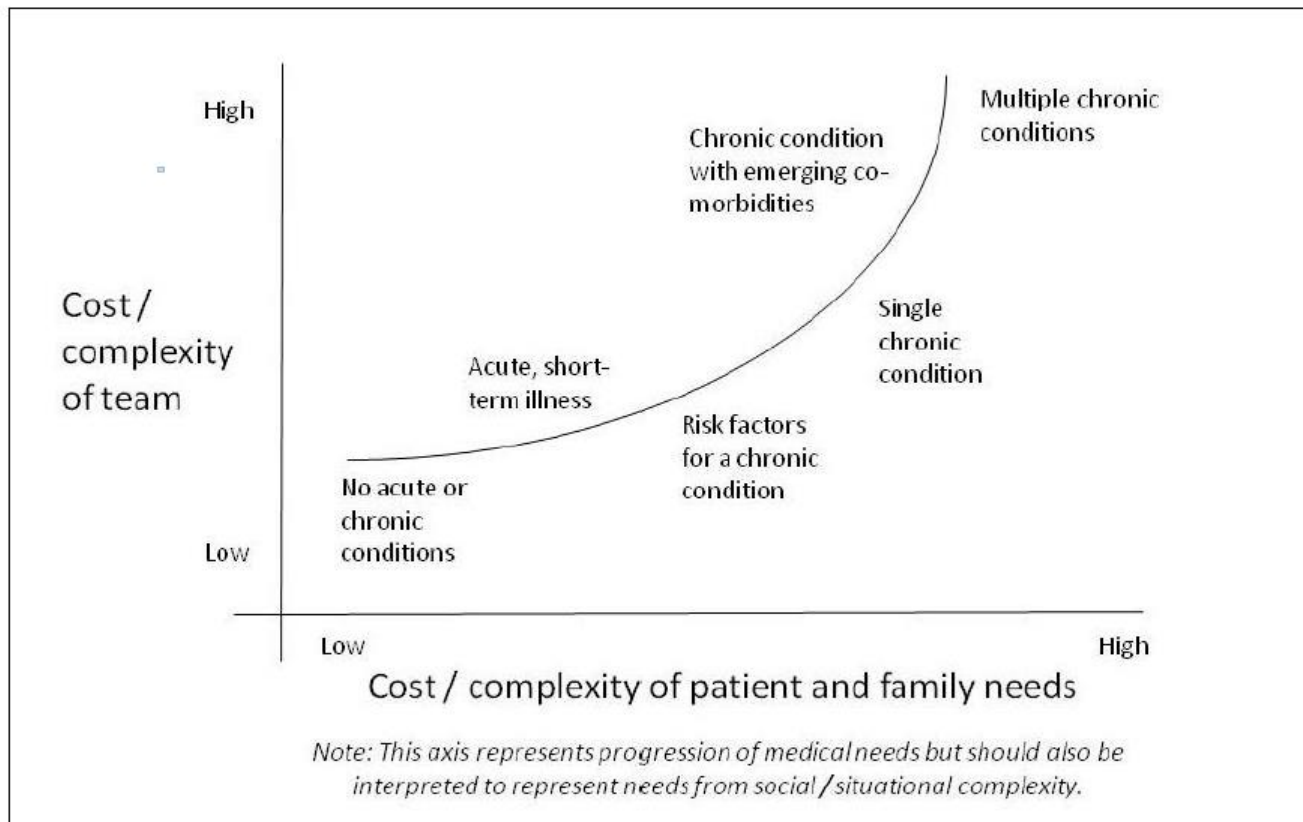 High
Multiple chronic
conditions
Chronic condition
with emerging co-
morbidities
Cost /
complexity
of team
Single
chronic
condition
Acute, short-
term illness
Risk factors
for a chronic
condition
No acute or
chronic
conditions
Low
Low
High
Cost / complexity of patient and family needs
Note: This axis represents progression of medical needs but should also be
interpreted to represent needs from social / situational complexity.